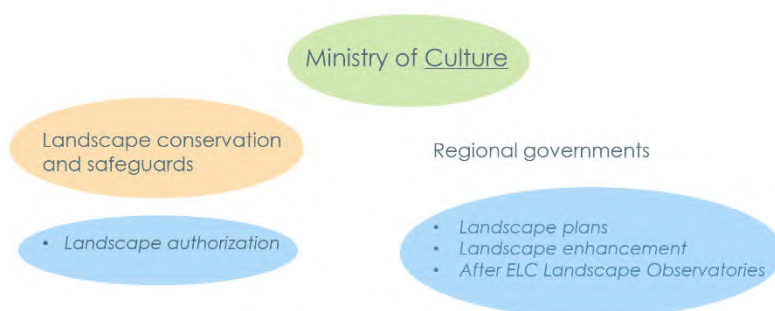 Ministry of Culture
Landscape conservation
and safeguards
Regional governments
• Landscape authorization
• Landscape plans
• Landscape enhancement
• After ELC Landscape Observatories